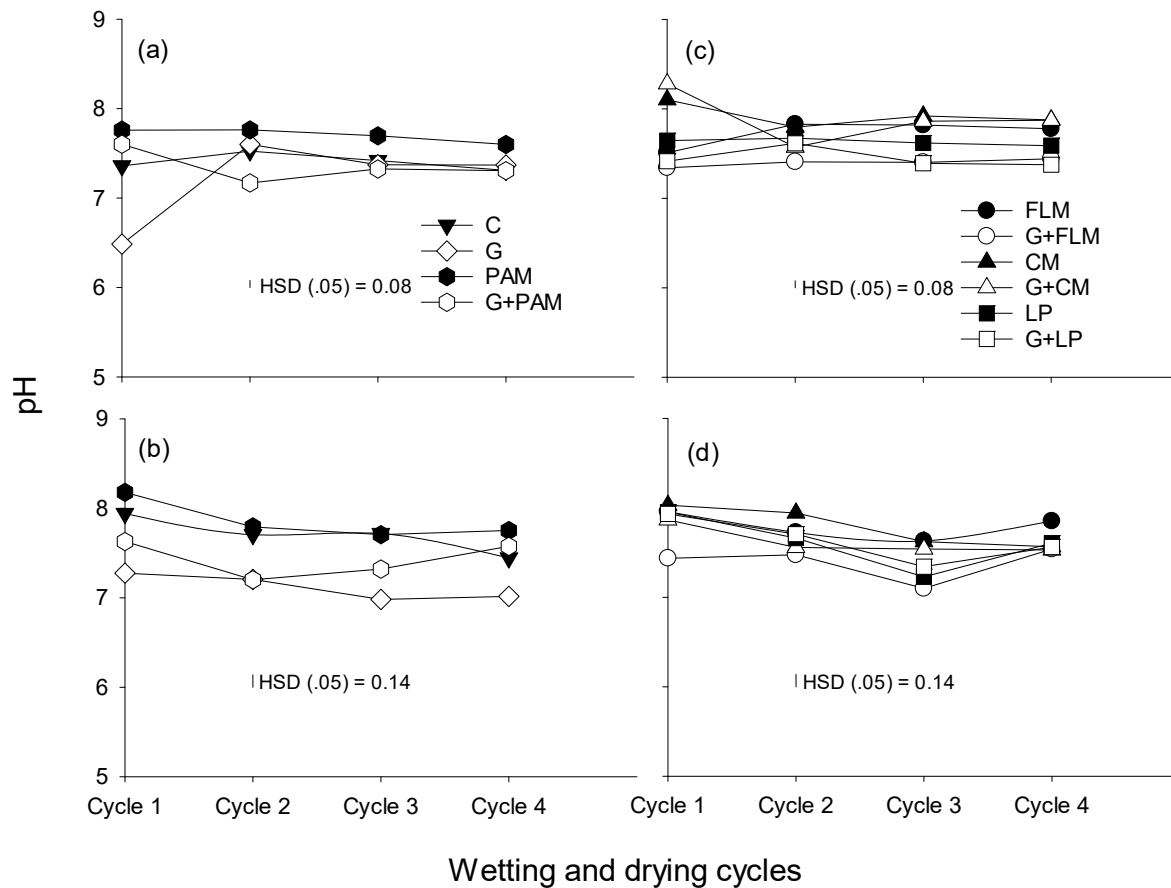 9
(a)
(c)
8
7
C
G
PAM
G+PAM
FLM
G+FLM
CM
G+CM
LP
G+LP
HSD (.05) = 0.08
HSD (.05) = 0.08
6
5
pH
9
(b)
(d)
8
7
HSD (.05) = 0.14
HSD (.05) = 0.14
6
5
Cycle 1 Cycle 2 Cycle 3 Cycle 4 Cycle 1 Cycle 2 Cycle 3 Cycle 4
Wetting and drying cycles